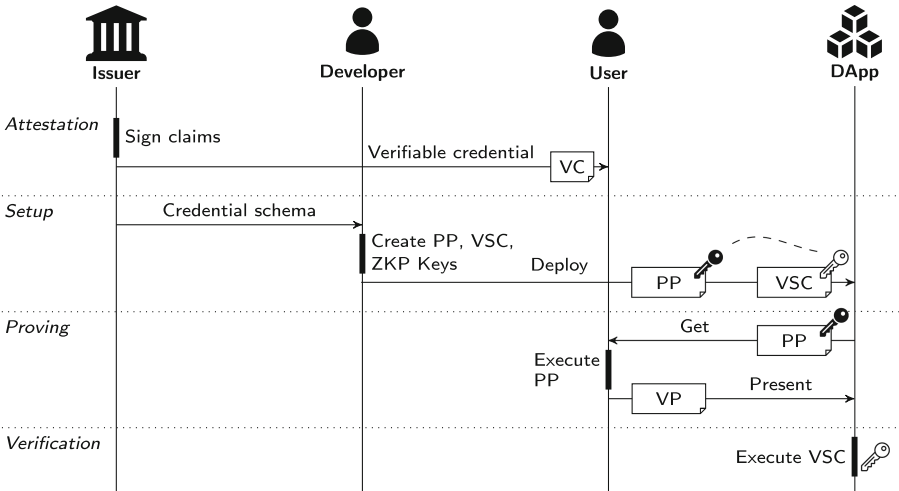 Issuer
Developer
User
DApp
Attestation
Sign claims
Verifiable credential
VC
Setup
Credential schema
Create PP, VSC,
ZKP Keys
Deploy
PP
VSC
Proving
Get
PP
Execute
PP
VP
Present
Verification
Execute VSC